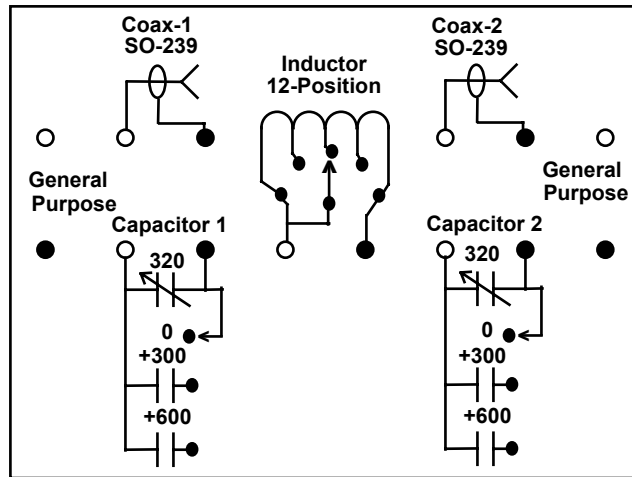 Coax-1
SO-239
Coax-2
SO-239
Inductor
12-Position
General
Purpose
General
Purpose
Capacitor 1
Capacitor 2
320
320
0
0
+300
+300
+600
+600